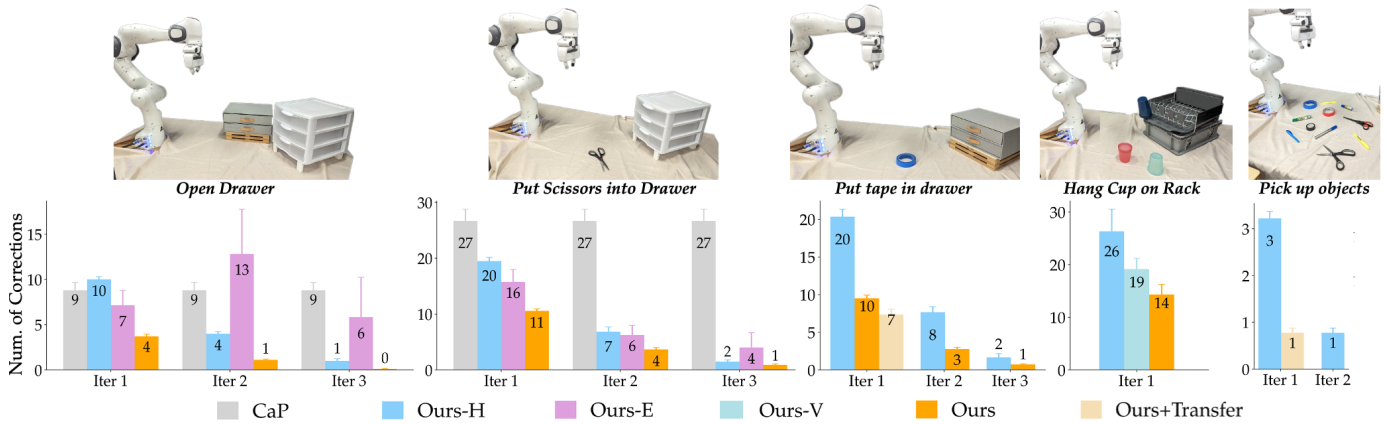 Open Drawer
Put Scissors into Drawer
Put tape in drawer
Hang Cup on Rack
Pick up objects
Num. of Corrections
15
10
5
0
9
10
7
4
9
4
13
1
9
1
6
0
Iter 1
Iter 2
Iter 3
30
20
10
0
27
20
16
11
27
7
6
4
27
2
4
1
Iter 1
Iter 2
Iter 3
20
15
10
5
0
20
10
7
8
3
2
1
Iter 1
Iter 2
Iter 3
30
20
10
0
26
19
14
Iter 1
3
2
1
0
3
1
1
Iter 1
Iter 2
CaP
Ours-H
Ours-E
Ours-V
Ours
Ours+Transfer